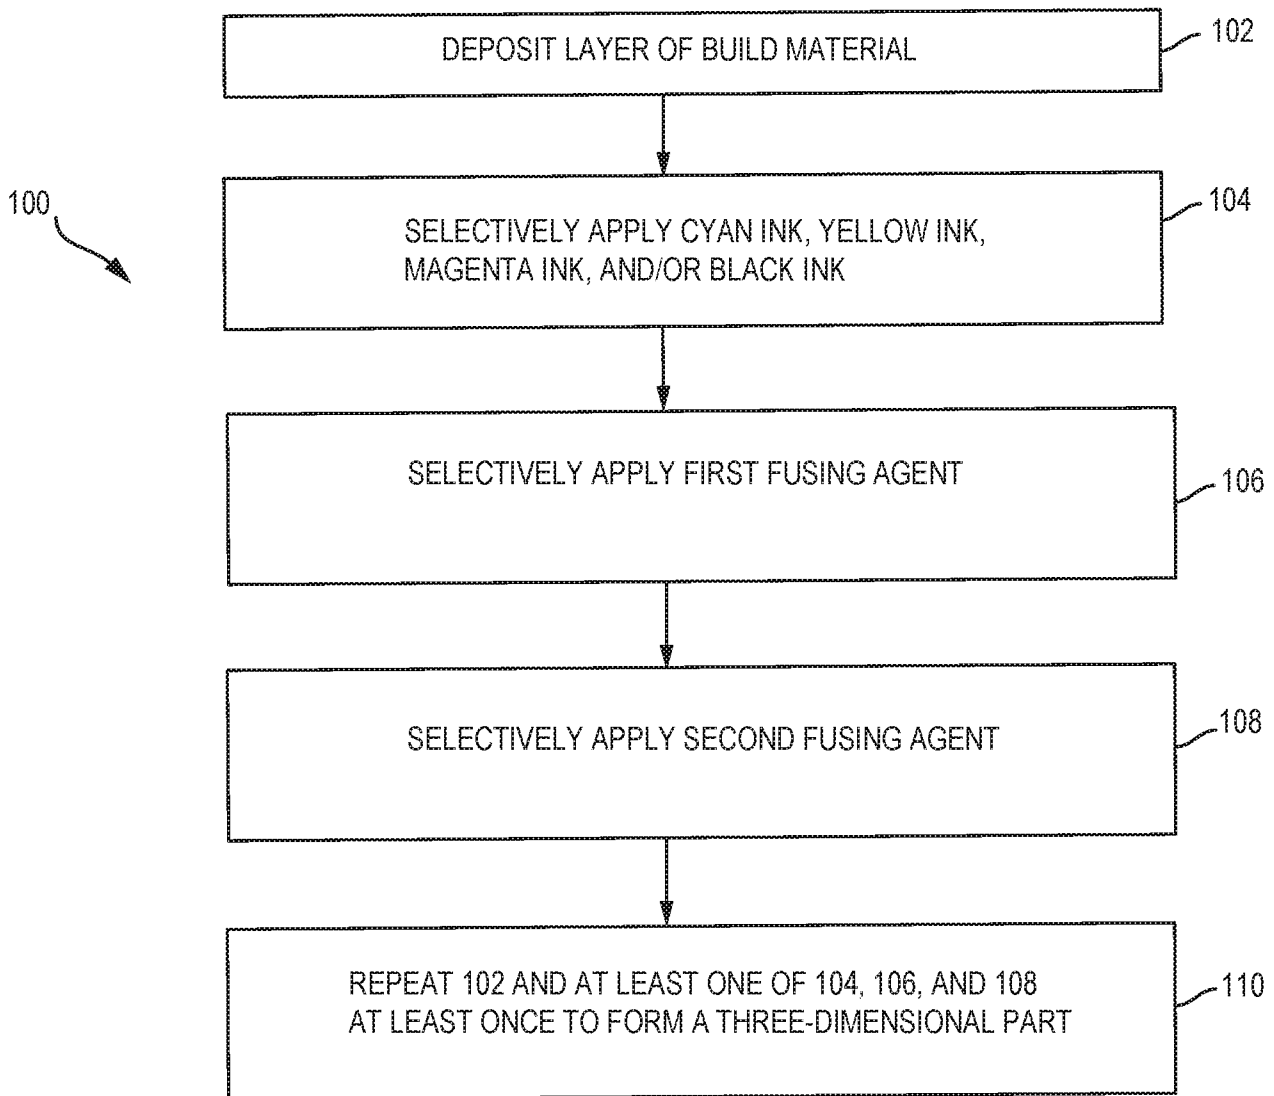 DEPOSIT LAYER OF BUILD MATERIAL
102
100
SELECTIVELY APPLY CYAN INK, YELLOW INK,
MAGENTA INK, AND/OR BLACK INK
104
SELECTIVELY APPLY FIRST FUSING AGENT
106
SELECTIVELY APPLY SECOND FUSING AGENT
108
REPEAT 102 AND AT LEAST ONE OF 104, 106, AND 108
AT LEAST ONCE TO FORM A THREE-DIMENSIONAL PART
110